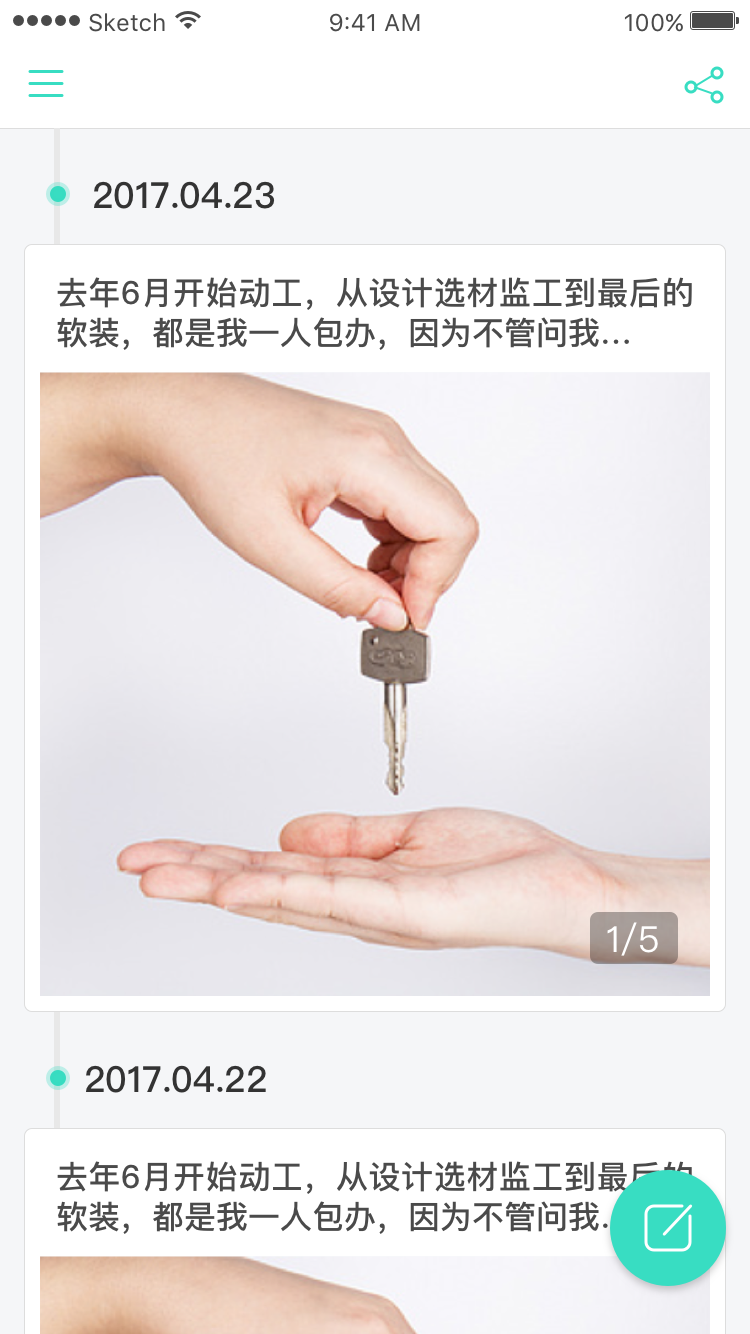 Sketch 9:41 AM 100%
2017.04.23
去年6月开始动工，从设计选材监工到最后的
软装，都是我一人包办，因为不管问我...
1/5
2017.04.22
去年6月开始动工，从设计选材监工到最后的
软装，都是我一人包办，因为不管问我.